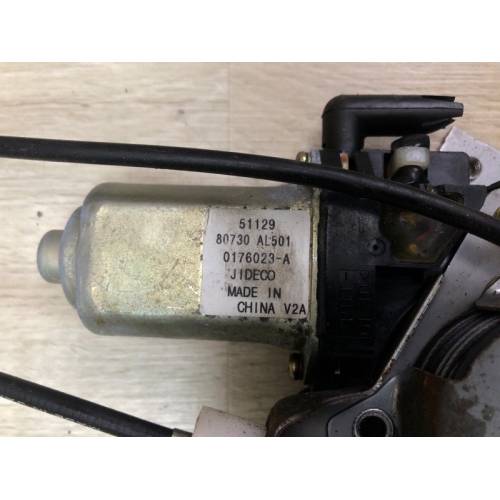 51129
80730 AL501
0176023-A
JIDECO
MADE IN
CHINA V2A